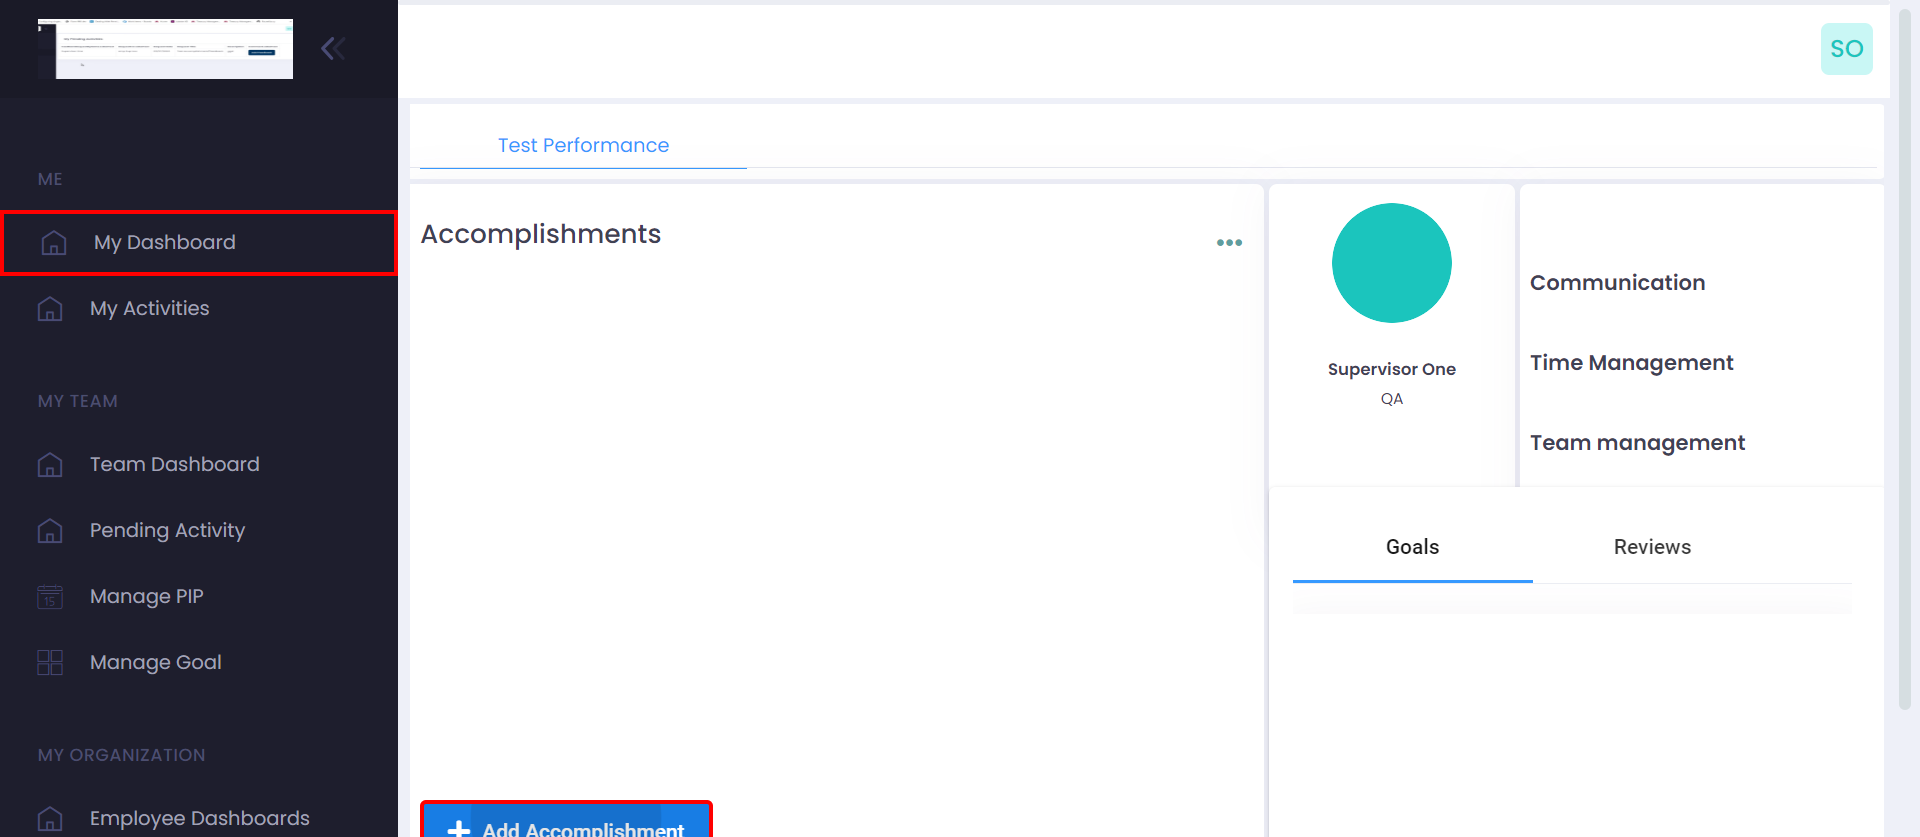 SO
ME
My Dashboard
My Activities
MY TEAM
Team Dashboard
Pending Activity
15
Manage PIP
Manage Goal
MY ORGANIZATION
Employee Dashboards
Test Performance
Accomplishments
Add Accomplishment
Supervisor One
QA
Communication
Time Management
Team management
Goals
Reviews